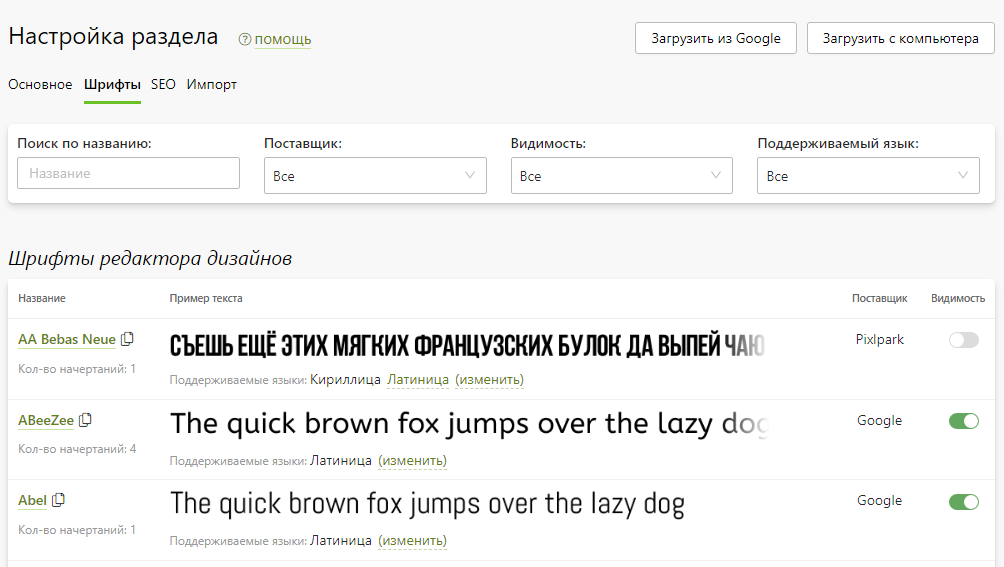 Настройка раздела ? помощь Загрузить из Google Загрузить с компьютера
Основное Шрифты SEO Импорт
Поиск по названию: Поставщик: Видимость: Поддерживаемый язык:
Название Все Все Все
Шрифты редактора дизайнов
Название Пример текста Поставщик Видимость
AA Bebas Neue СЪЕШЬ ЕЩЁ ЭТИХ МЯГКИХ ФРАНЦУЗСКИХ БУЛОК ДА ВЫПЕЙ ЧАЮ Pixlpark
Кол-во начертаний: 1 Поддерживаемые языки: Кириллица Латиница (изменить)
ABeeZee The quick brown fox jumps over the lazy dog Google
Кол-во начертаний: 4 Поддерживаемые языки: Латиница (изменить)
Abel The quick brown fox jumps over the lazy dog Google
Кол-во начертаний: 1 Поддерживаемые языки: Латиница (изменить)